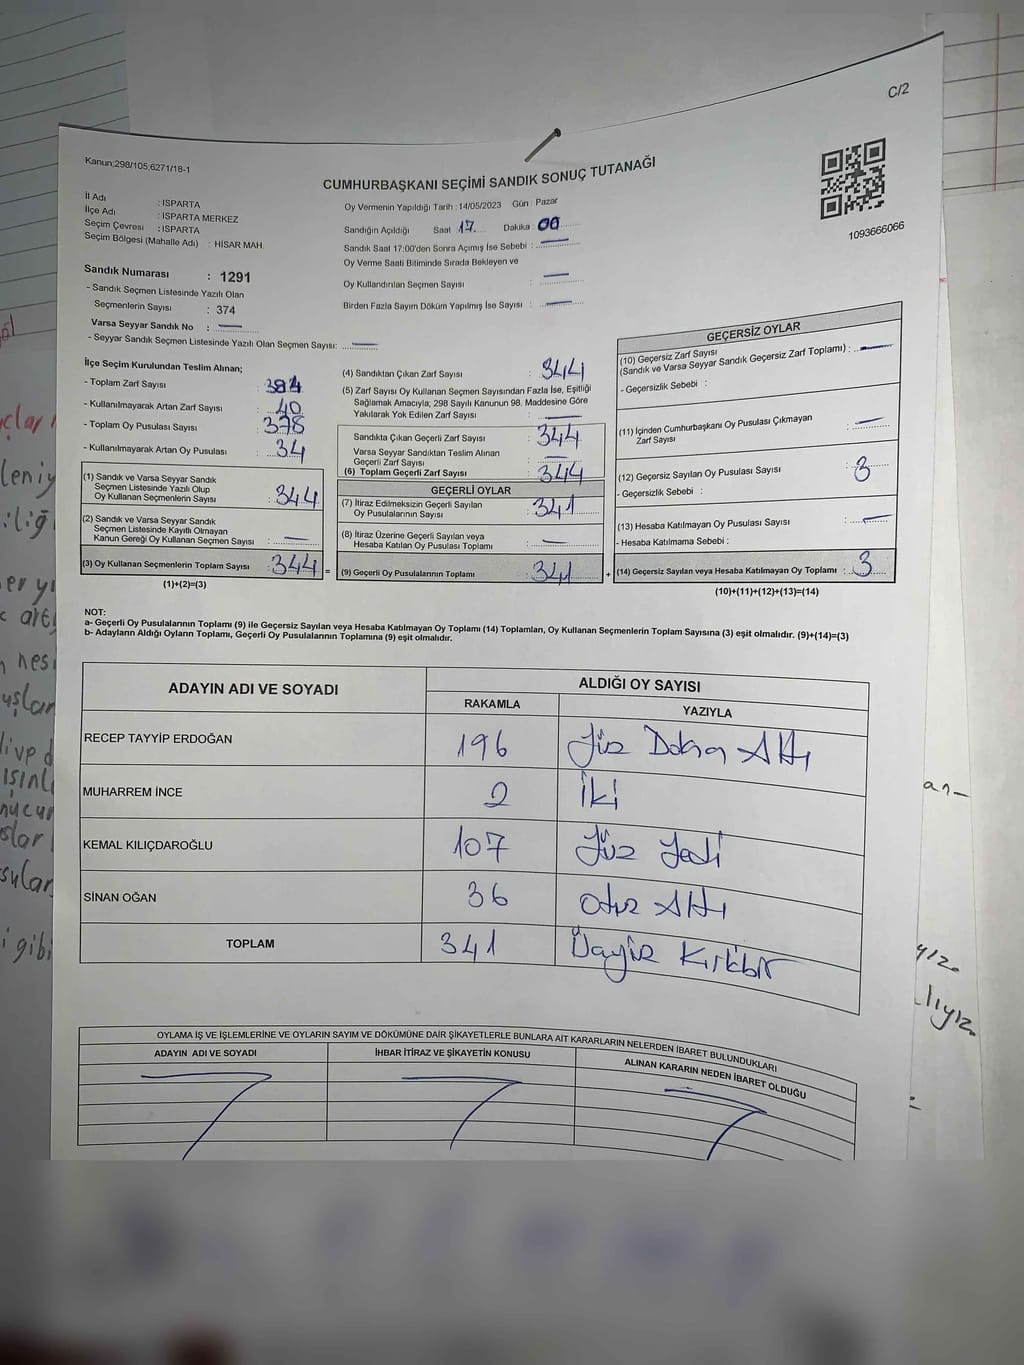 C/2
Kanun;298/105,6271/18-1
CUMHURBAŞKANI SEÇİMİ SANDIK SONUÇ TUTANAĞI
1093666066
İl Adı : ISPARTA
İlçe Adı : ISPARTA MERKEZ
Seçim Çevresi : ISPARTA
Seçim Bölgesi (Mahalle Adı) : HİSAR MAH.
Oy Vermenin Yapıldığı Tarih : 14/05/2023 Gün : Pazar
Sandığın Açıldığı Saat 17 Dakika : 00
Sandık Saat 17:00'den Sonra Açımış İse Sebebi : —
Oy Verme Saati Bitiminde Sırada Bekleyen ve
Oy Kullandırılan Seçmen Sayısı : —
Birden Fazla Sayım Döküm Yapılmış İse Sayısı : —
Sandık Numarası : 1291
- Sandık Seçmen Listesinde Yazılı Olan
Seçmenlerin Sayısı : 374
Varsa Seyyar Sandık No : —
- Seyyar Sandık Seçmen Listesinde Yazılı Olan Seçmen Sayısı: —
İlçe Seçim Kurulundan Teslim Alınan;
- Toplam Zarf Sayısı : 384
- Kullanılmayarak Artan Zarf Sayısı : 40
- Toplam Oy Pusulası Sayısı : 378
- Kullanılmayarak Artan Oy Pusulası : 34
(1) Sandık ve Varsa Seyyar Sandık
Seçmen Listesinde Yazılı Olup
Oy Kullanan Seçmenlerin Sayısı : 344
(2) Sandık ve Varsa Seyyar Sandık
Seçmen Listesinde Kayıtlı Olmayan
Kanun Gereği Oy Kullanan Seçmen Sayısı : —
(3) Oy Kullanan Seçmenlerin Toplam Sayısı : 344 =
(1)+(2)=(3)
(4) Sandıktan Çıkan Zarf Sayısı : 344
(5) Zarf Sayısı Oy Kullanan Seçmen Sayısından Fazla İse, Eşitliği
Sağlamak Amacıyla; 298 Sayılı Kanunun 98. Maddesine Göre
Yakılarak Yok Edilen Zarf Sayısı : —
Sandıkta Çıkan Geçerli Zarf Sayısı : 344
Varsa Seyyar Sandıktan Teslim Alınan
Geçerli Zarf Sayısı : —
(6) Toplam Geçerli Zarf Sayısı : 344
GEÇERLİ OYLAR
(7) İtiraz Edilmeksizin Geçerli Sayılan
Oy Pusulalarının Sayısı : 341
(8) İtiraz Üzerine Geçerli Sayılan veya
Hesaba Katılan Oy Pusulası Toplamı : —
(9) Geçerli Oy Pusulalarının Toplamı : 341 +
GEÇERSİZ OYLAR
(10) Geçersiz Zarf Sayısı
(Sandık ve Varsa Seyyar Sandık Geçersiz Zarf Toplamı) : —
- Geçersizlik Sebebi :
(11) İçinden Cumhurbaşkanı Oy Pusulası Çıkmayan
Zarf Sayısı : —
(12) Geçersiz Sayılan Oy Pusulası Sayısı : 3
- Geçersizlik Sebebi :
(13) Hesaba Katılmayan Oy Pusulası Sayısı : —
- Hesaba Katılmama Sebebi :
(14) Geçersiz Sayılan veya Hesaba Katılmayan Oy Toplamı : 3
(10)+(11)+(12)+(13)=(14)
NOT:
a- Geçerli Oy Pusulalarının Toplamı (9) ile Geçersiz Sayılan veya Hesaba Katılmayan Oy Toplamı (14) Toplamları, Oy Kullanan Seçmenlerin Toplam Sayısına (3) eşit olmalıdır. (9)+(14)=(3)
b- Adayların Aldığı Oyların Toplamı, Geçerli Oy Pusulalarının Toplamına (9) eşit olmalıdır.
ADAYIN ADI VE SOYADI
ALDIĞI OY SAYISI
RAKAMLA YAZIYLA
RECEP TAYYİP ERDOĞAN 196 Yüz Doksan Altı
MUHARREM İNCE 2 İki
KEMAL KILIÇDAROĞLU 107 Yüz Yedi
SİNAN OĞAN 36 Otuz Altı
TOPLAM 341 Üçyüz Kırkbir
OYLAMA İŞ VE İŞLEMLERİNE VE OYLARIN SAYIM VE DÖKÜMÜNE DAİR ŞİKAYETLERLE BUNLARA AİT KARARLARIN NELERDEN İBARET BULUNDUKLARI
ADAYIN ADI VE SOYADI
İHBAR İTİRAZ VE ŞİKAYETİN KONUSU
ALINAN KARARIN NEDEN İBARET OLDUĞU